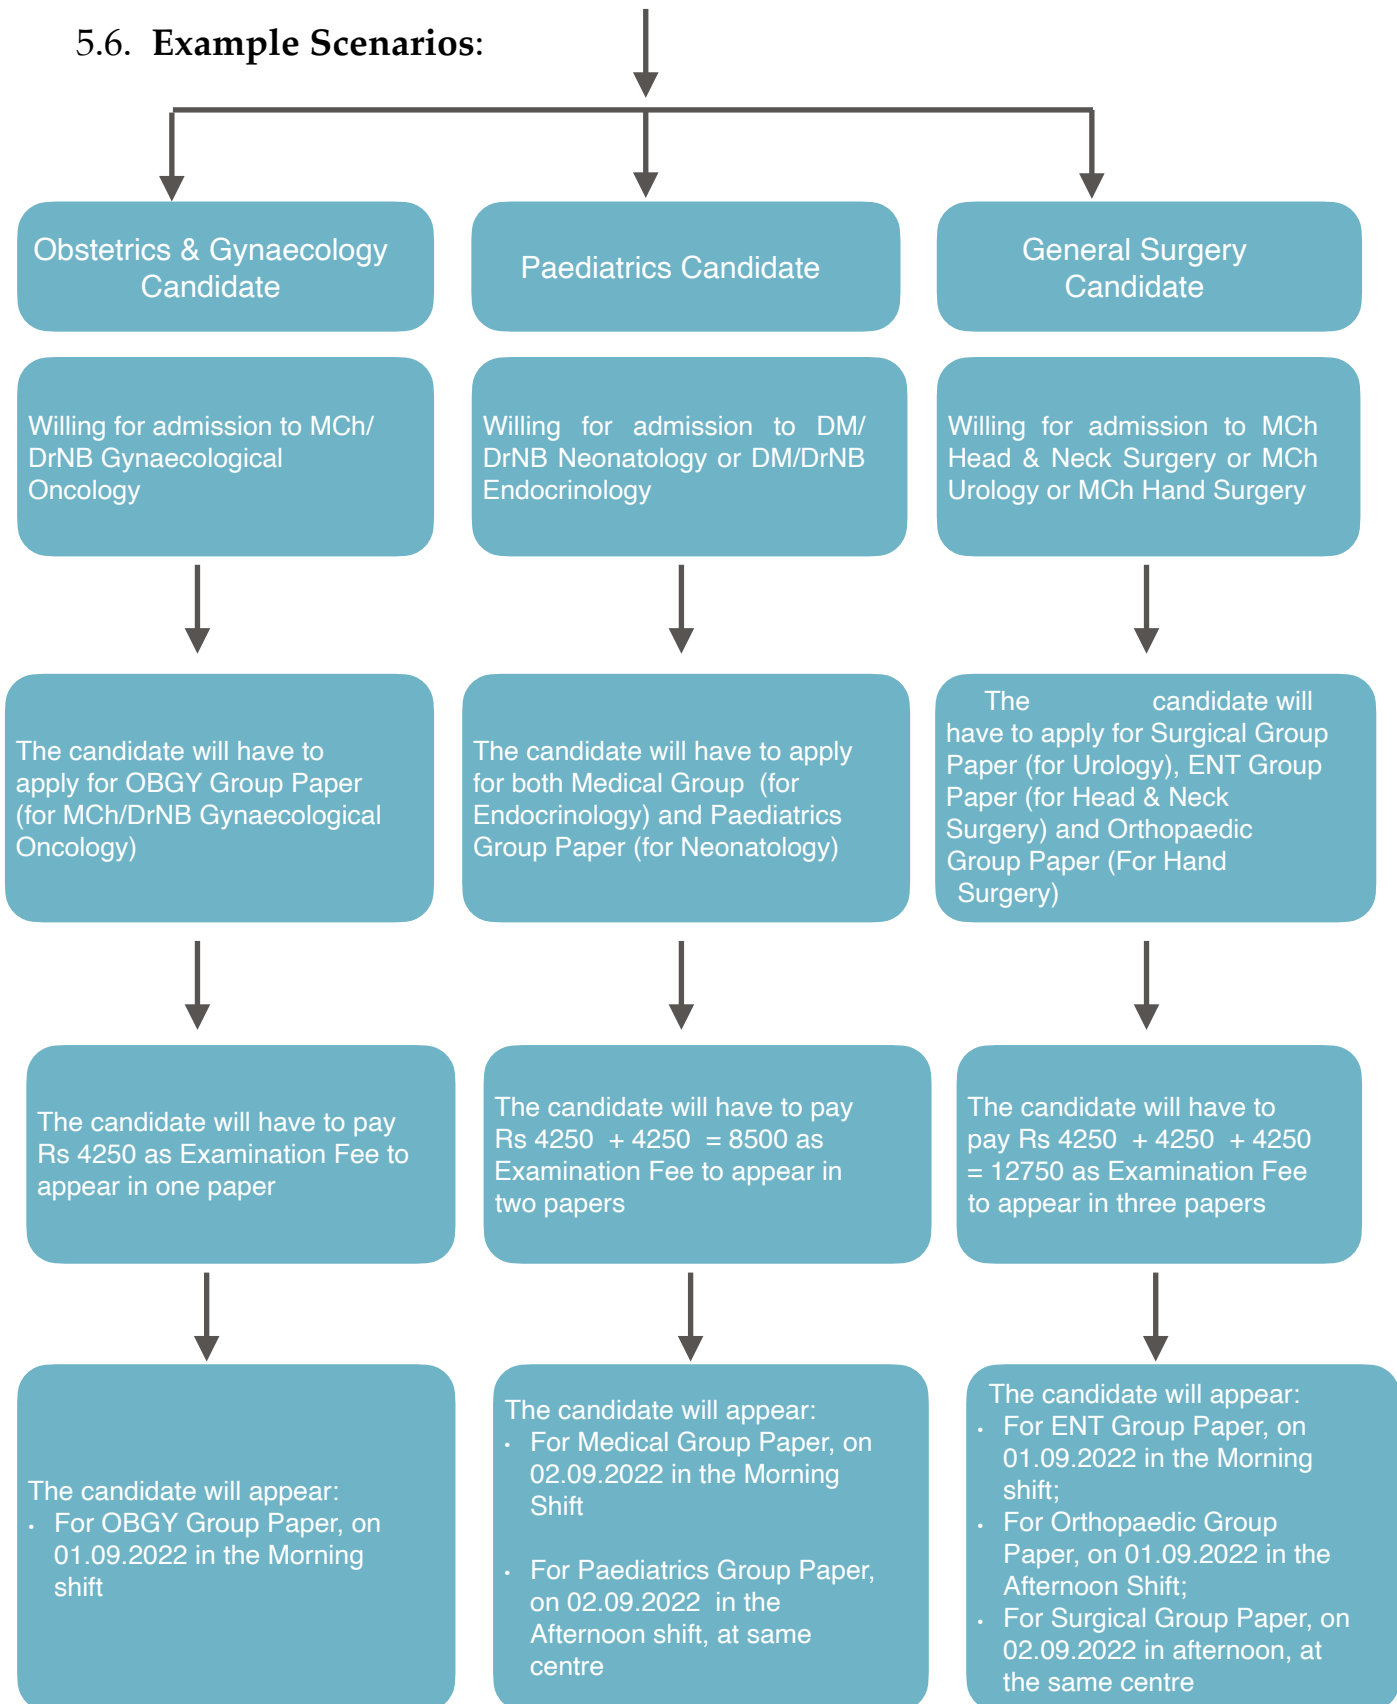 5.6. Example Scenarios:
Obstetrics & Gynaecology
Candidate
Paediatrics Candidate
General Surgery
Candidate
Willing for admission to MCh/
DrNB Gynaecological
Oncology
Willing for admission to DM/
DrNB Neonatology or DM/DrNB
Endocrinology
Willing for admission to MCh
Head & Neck Surgery or MCh
Urology or MCh Hand Surgery
The candidate will have to
apply for OBGY Group Paper
(for MCh/DrNB Gynaecological
Oncology)
The candidate will have to apply
for both Medical Group (for
Endocrinology) and Paediatrics
Group Paper (for Neonatology)
The candidate will
have to apply for Surgical Group
Paper (for Urology), ENT Group
Paper (for Head & Neck
Surgery) and Orthopaedic
Group Paper (For Hand
Surgery)
The candidate will have to pay
Rs 4250 as Examination Fee to
appear in one paper
The candidate will have to pay
Rs 4250 + 4250 = 8500 as
Examination Fee to appear in
two papers
The candidate will have to
pay Rs 4250 + 4250 + 4250
= 12750 as Examination Fee
to appear in three papers
The candidate will appear:
• For OBGY Group Paper, on
01.09.2022 in the Morning
shift
The candidate will appear:
• For Medical Group Paper, on
02.09.2022 in the Morning
Shift
• For Paediatrics Group Paper,
on 02.09.2022 in the
Afternoon shift, at same
centre
The candidate will appear:
• For ENT Group Paper, on
01.09.2022 in the Morning
shift;
• For Orthopaedic Group
Paper, on 01.09.2022 in the
Afternoon Shift;
• For Surgical Group Paper, on
02.09.2022 in afternoon, at
the same centre